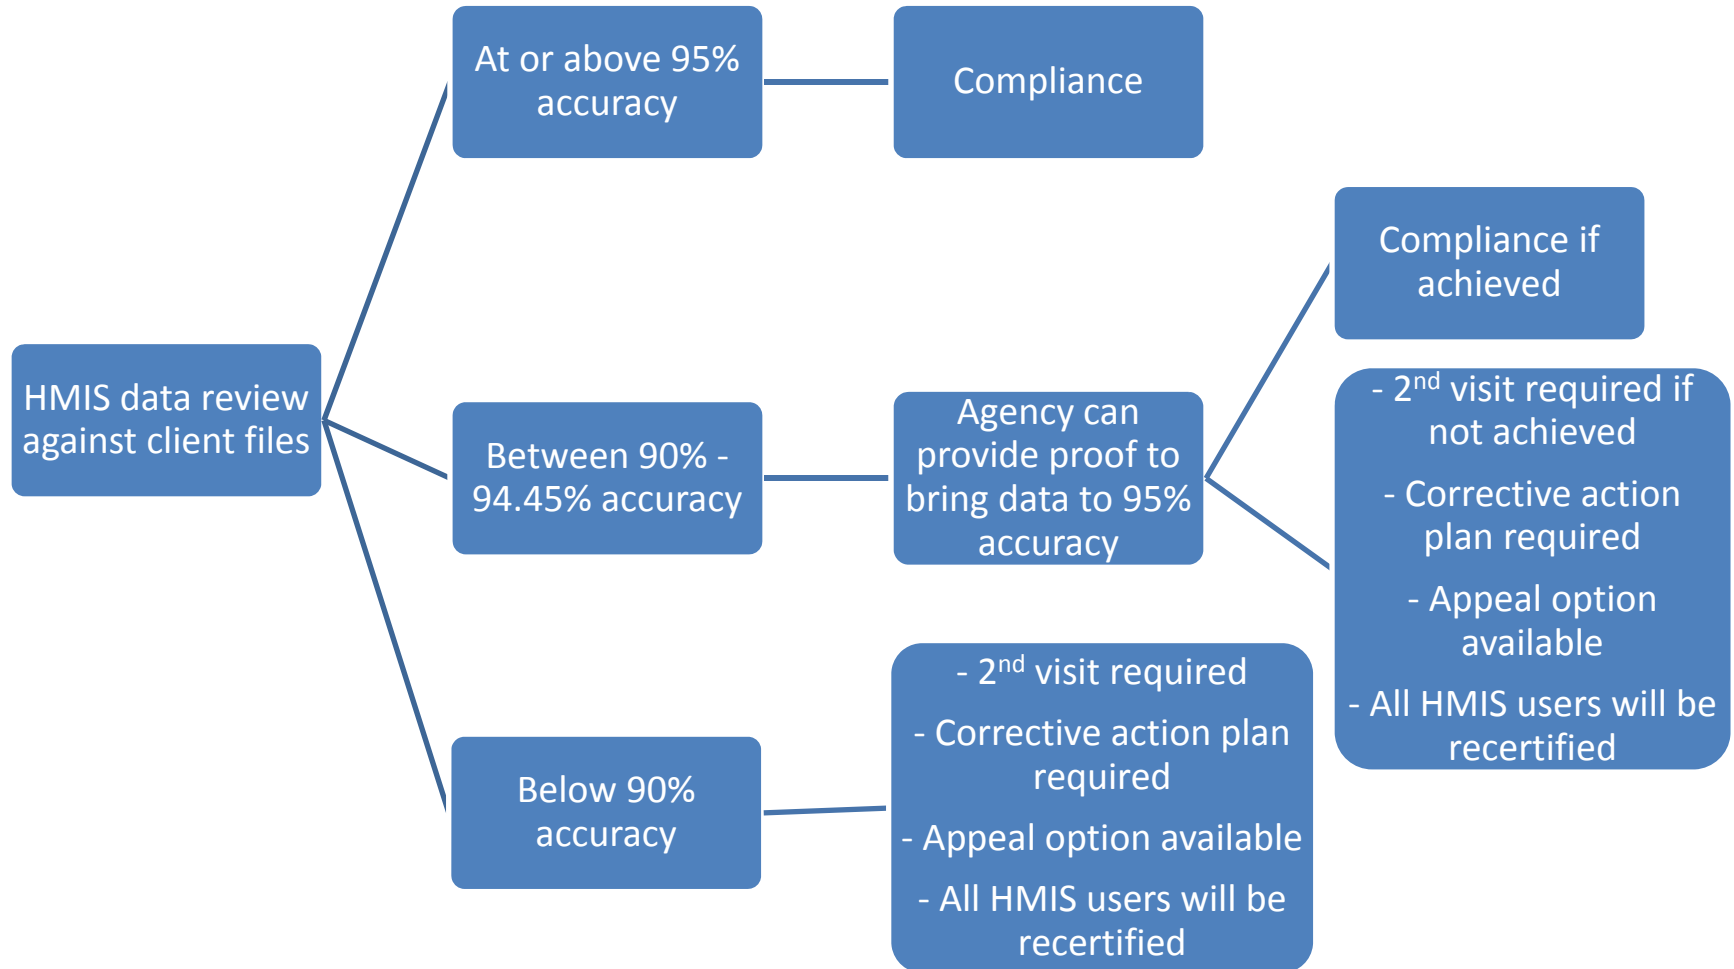 HMIS data review
against client files
At or above 95%
accuracy
Compliance
Between 90% -
94.45% accuracy
Agency can
provide proof to
bring data to 95%
accuracy
Compliance if
achieved
- 2nd visit required if
not achieved
- Corrective action
plan required
- Appeal option
available
- All HMIS users will be
recertified
Below 90%
accuracy
- 2nd visit required
- Corrective action plan
required
- Appeal option available
- All HMIS users will be
recertified